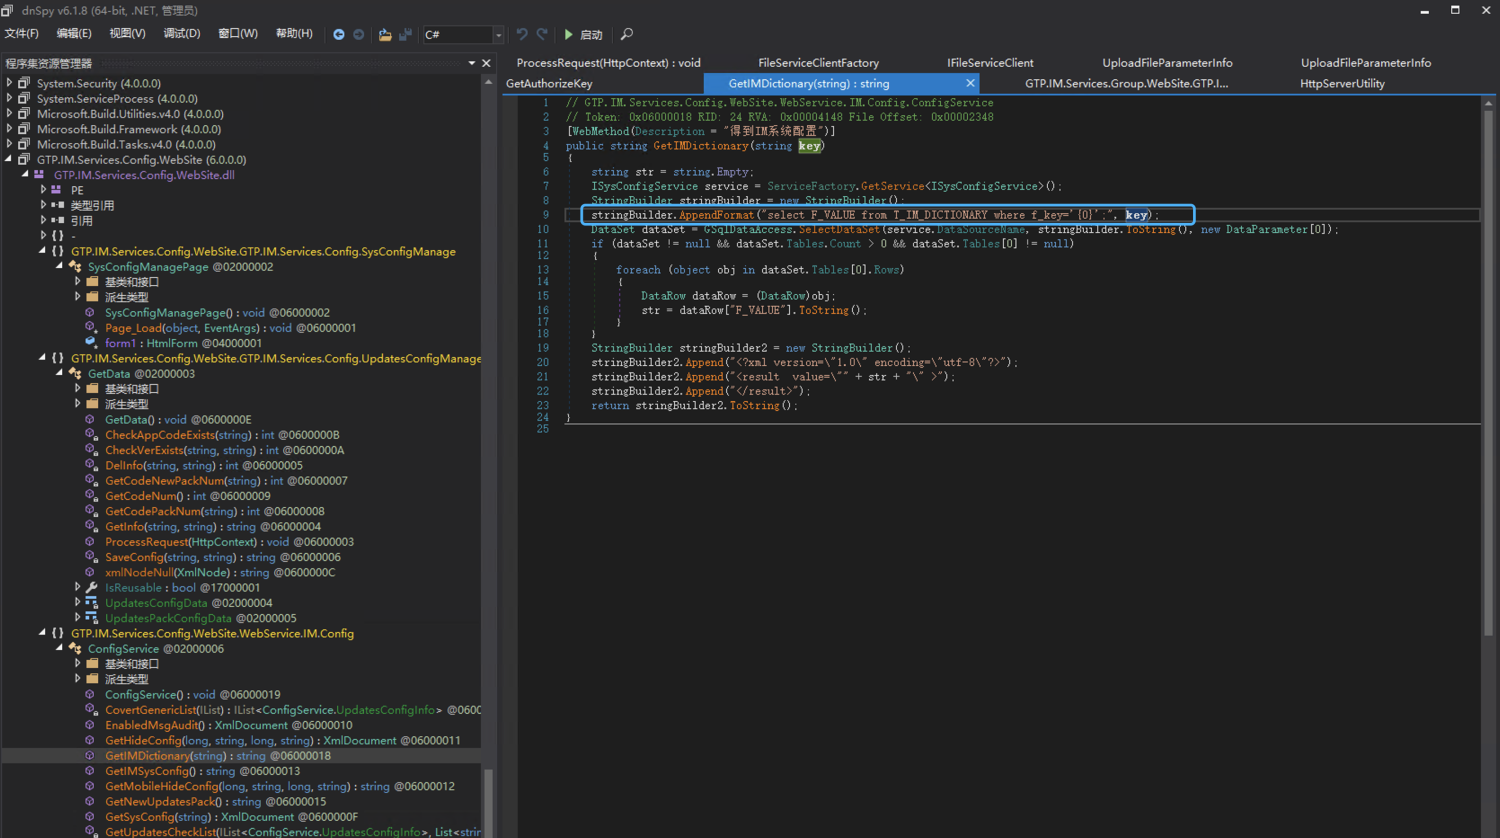 dnSpy v6.1.8 (64-bit, .NET, 管理员)
文件(F) 编辑(E) 视图(V) 调试(D) 窗口(W) 帮助(H) C# 启动
程序集资源管理器
System.Security (4.0.0.0)
System.ServiceProcess (4.0.0.0)
Microsoft.Build.Utilities.v4.0 (4.0.0.0)
Microsoft.Build.Framework (4.0.0.0)
Microsoft.Build.Tasks.v4.0 (4.0.0.0)
GTP.IM.Services.Config.WebSite (6.0.0.0)
GTP.IM.Services.Config.WebSite.dll
PE
类型引用
引用
{ } -
{ } GTP.IM.Services.Config.WebSite.GTP.IM.Services.Config.SysConfigManage
SysConfigManagePage @02000002
基类和接口
派生类型
SysConfigManagePage() : void @06000002
Page_Load(object, EventArgs) : void @06000001
form1 : HtmlForm @04000001
{ } GTP.IM.Services.Config.WebSite.GTP.IM.Services.Config.UpdatesConfigManage
GetData @02000003
基类和接口
派生类型
GetData() : void @0600000E
CheckAppCodeExists(string) : int @0600000B
CheckVerExists(string, string) : int @0600000A
DelInfo(string, string) : int @06000005
GetCodeNewPackNum(string) : int @06000007
GetCodeNum() : int @06000009
GetCodePackNum(string) : int @06000008
GetInfo(string, string) : string @06000004
ProcessRequest(HttpContext) : void @06000003
SaveConfig(string, string) : string @06000006
xmlNodeNull(XmlNode) : string @0600000C
IsReusable : bool @17000001
UpdatesConfigData @02000004
UpdatesPackConfigData @02000005
{ } GTP.IM.Services.Config.WebSite.WebService.IM.Config
ConfigService @02000006
基类和接口
派生类型
ConfigService() : void @06000019
CovertGenericList(IList) : IList<ConfigService.UpdatesConfigInfo> @0600
EnabledMsgAudit() : XmlDocument @06000010
GetHideConfig(long, string, long, string) : XmlDocument @06000011
GetIMDictionary(string) : string @06000018
GetIMSysConfig() : string @06000013
GetMobileHideConfig(long, string, long, string) : string @06000012
GetNewUpdatesPack() : string @06000015
GetSysConfig(string) : XmlDocument @0600000F
GetUpdatesCheckList(IList<ConfigService.UpdatesConfigInfo>, List<strin
ProcessRequest(HttpContext) : void FileServiceClientFactory IFileServiceClient UploadFileParameterInfo UploadFileParameterInfo
GetAuthorizeKey GetIMDictionary(string) : string GTP.IM.Services.Group.WebSite.GTP.I... HttpServerUtility
1 // GTP.IM.Services.Config.WebSite.WebService.IM.Config.ConfigService
2 // Token: 0x06000018 RID: 24 RVA: 0x00004148 File Offset: 0x00002348
3 [WebMethod(Description = "得到IM系统配置")]
4 public string GetIMDictionary(string key)
5 {
6 string str = string.Empty;
7 ISysConfigService service = ServiceFactory.GetService<ISysConfigService>();
8 StringBuilder stringBuilder = new StringBuilder();
9 stringBuilder.AppendFormat("select F_VALUE from T_IM_DICTIONARY where f_key='{0}';", key);
10 DataSet dataSet = GSqlDataAccess.SelectDataSet(service.DataSourceName, stringBuilder.ToString(), new DataParameter[0]);
11 if (dataSet != null && dataSet.Tables.Count > 0 && dataSet.Tables[0] != null)
12 {
13 foreach (object obj in dataSet.Tables[0].Rows)
14 {
15 DataRow dataRow = (DataRow)obj;
16 str = dataRow["F_VALUE"].ToString();
17 }
18 }
19 StringBuilder stringBuilder2 = new StringBuilder();
20 stringBuilder2.Append("<?xml version=\"1.0\" encoding=\"utf-8\"?>");
21 stringBuilder2.Append("<result  value=\"" + str + "\" >");
22 stringBuilder2.Append("</result>");
23 return stringBuilder2.ToString();
24 }
25